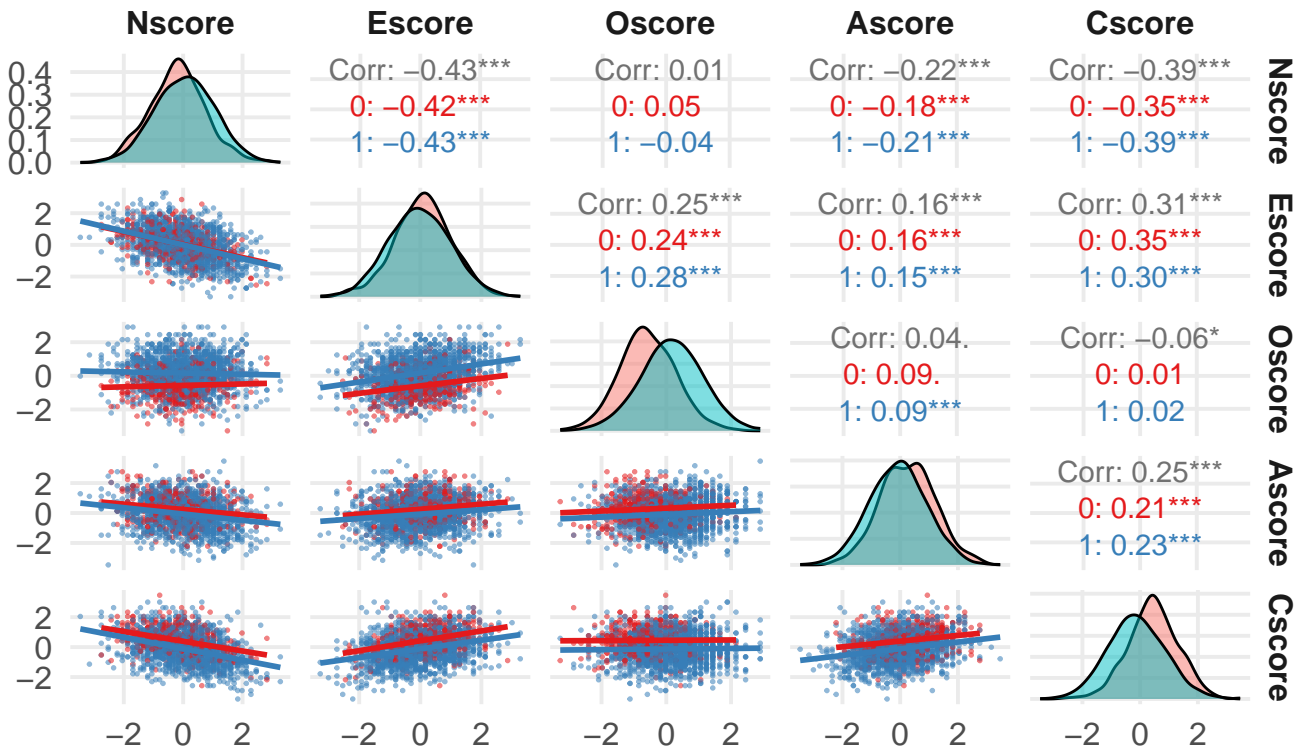 Nscore Escore Oscore Ascore Cscore
0.4
0.3
0.2
0.1
0.0
Corr: −0.43***
0: −0.42***
1: −0.43***
Corr: 0.01
0: 0.05
1: −0.04
Corr: −0.22***
0: −0.18***
1: −0.21***
Corr: −0.39***
0: −0.35***
1: −0.39***
Nscore
2
0
−2
Corr: 0.25***
0: 0.24***
1: 0.28***
Corr: 0.16***
0: 0.16***
1: 0.15***
Corr: 0.31***
0: 0.35***
1: 0.30***
Escore
2
0
−2
Corr: 0.04.
0: 0.09.
1: 0.09***
Corr: −0.06*
0: 0.01
1: 0.02
Oscore
2
0
−2
Corr: 0.25***
0: 0.21***
1: 0.23***
Ascore
2
0
−2
Cscore
−2 0 2 −2 0 2 −2 0 2 −2 0 2 −2 0 2